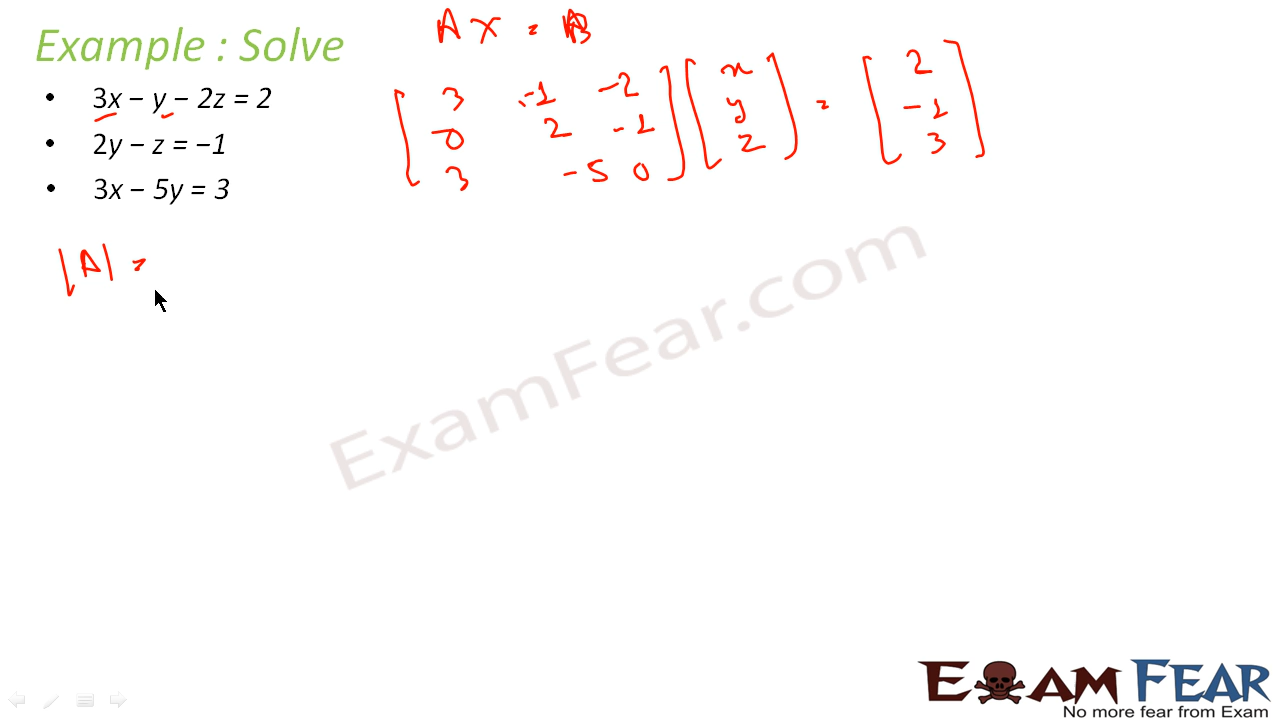 Example : Solve
A X = B
• 3x − y − 2z = 2
• 2y − z = −1
• 3x − 5y = 3
[ 3 -1 -2 ] [ x ] = [ 2 ]
[ 0 2 -1 ] [ y ] [ -1 ]
[ 3 -5 0 ] [ z ] [ 3 ]
|A| =
ExamFear.com
EXAM FEAR
No more fear from Exam